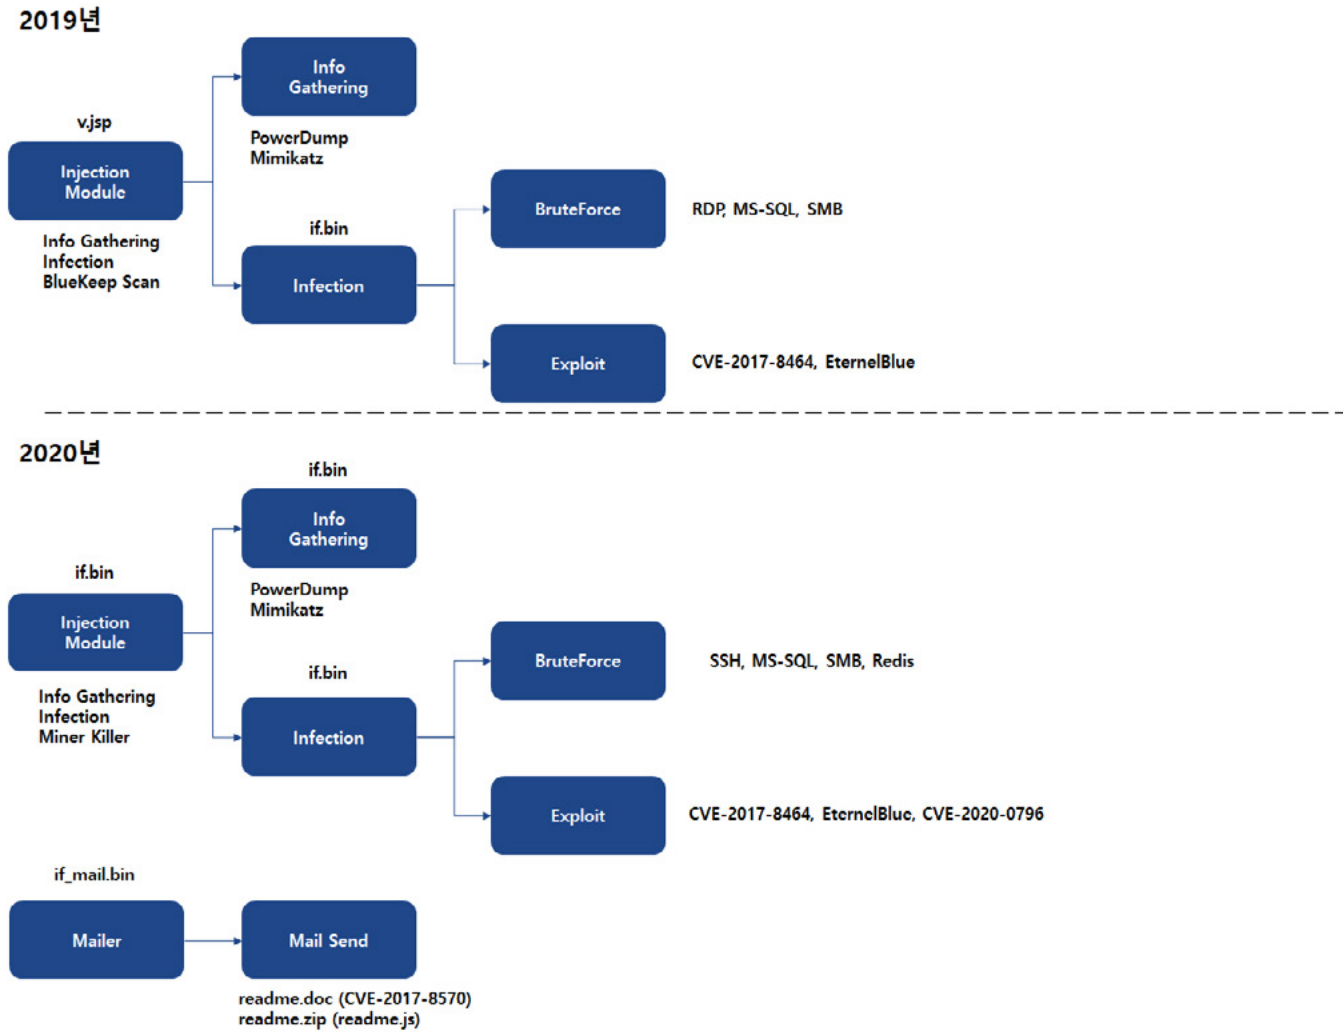 2019년
Info
Gathering
v.jsp
PowerDump
Mimikatz
Injection
Module
if.bin
BruteForce
RDP, MS-SQL, SMB
Info Gathering
Infection
BlueKeep Scan
Infection
Exploit
CVE-2017-8464, EternelBlue
2020년
if.bin
Info
Gathering
if.bin
PowerDump
Mimikatz
Injection
Module
if.bin
BruteForce
SSH, MS-SQL, SMB, Redis
Info Gathering
Infection
Miner Killer
Infection
Exploit
CVE-2017-8464, EternelBlue, CVE-2020-0796
if_mail.bin
Mailer
Mail Send
readme.doc (CVE-2017-8570)
readme.zip (readme.js)